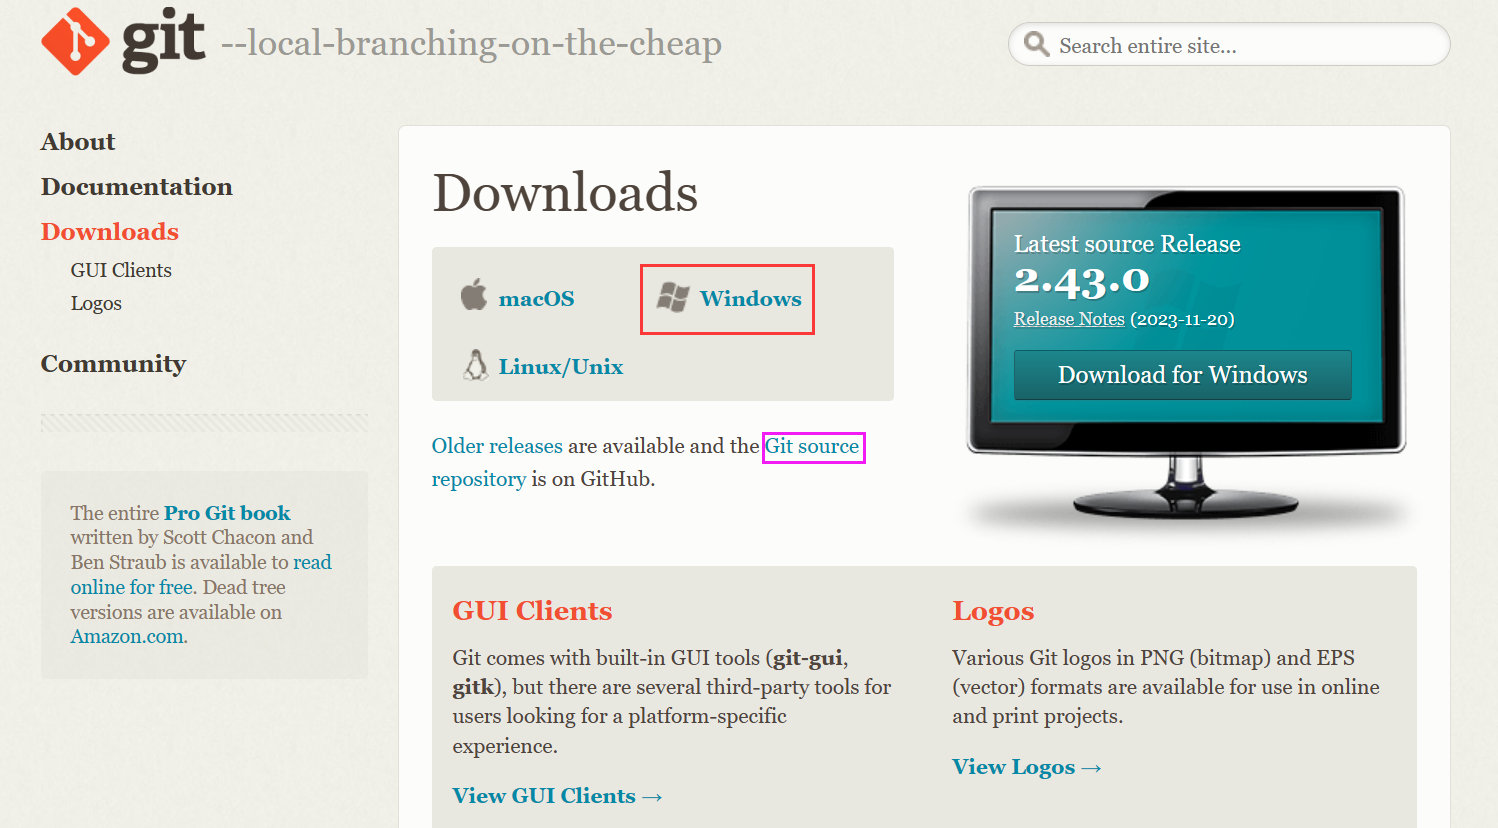 git --local-branching-on-the-cheap
Search entire site...
About
Documentation
Downloads
GUI Clients
Logos
Community
The entire Pro Git book
written by Scott Chacon and
Ben Straub is available to read
online for free. Dead tree
versions are available on
Amazon.com.
Downloads
macOS
Windows
Linux/Unix
Older releases are available and the Git source
repository is on GitHub.
Latest source Release
2.43.0
Release Notes (2023-11-20)
Download for Windows
GUI Clients
Git comes with built-in GUI tools (git-gui,
gitk), but there are several third-party tools for
users looking for a platform-specific
experience.
View GUI Clients →
Logos
Various Git logos in PNG (bitmap) and EPS
(vector) formats are available for use in online
and print projects.
View Logos →